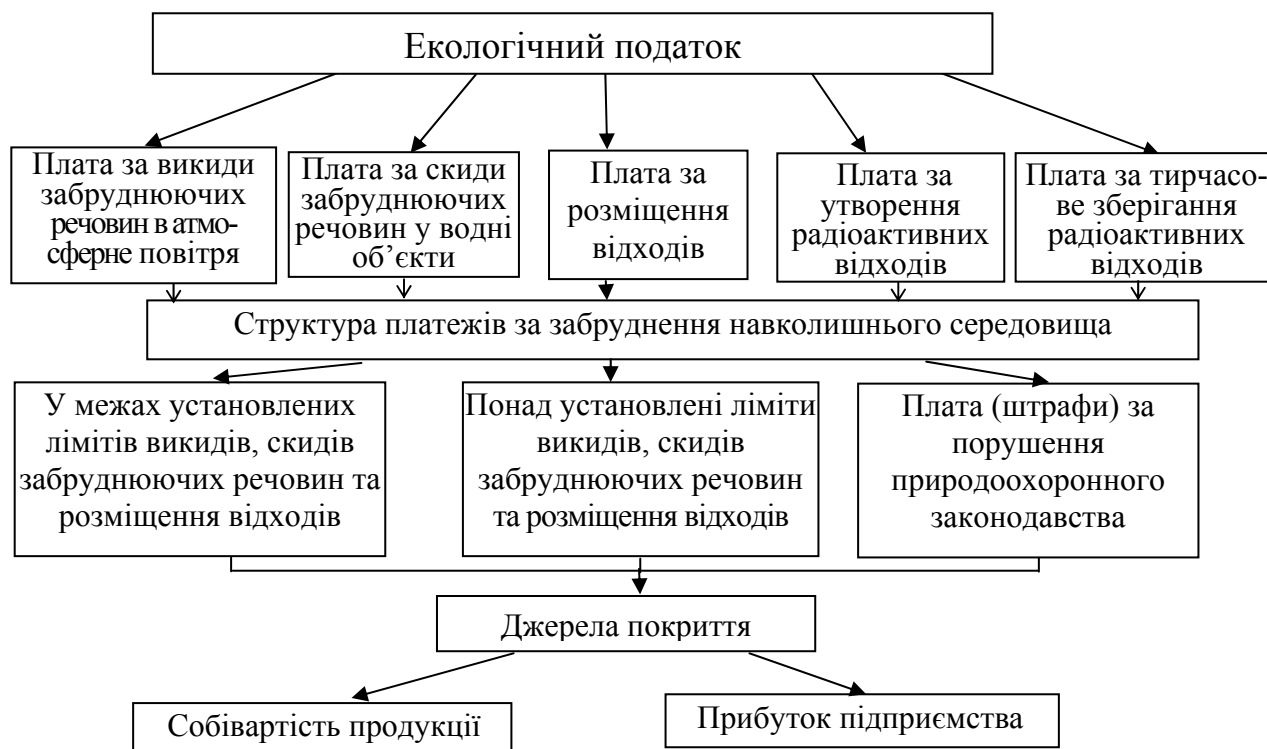 Екологічний податок
Плата за викиди
забруднюючих
речовин в атмо-
сферне повітря
Плата за скиди
забруднюючих
речовин у водні
об’єкти
Плата за
розміщення
відходів
Плата за
утворення
радіоактивних
відходів
Плата за тирчасо-
ве зберігання
радіоактивних
відходів
Структура платежів за забруднення навколишнього середовища
У межах установлених
лімітів викидів, скидів
забруднюючих речовин та
розміщення відходів
Понад установлені ліміти
викидів, скидів
забруднюючих речовин
та розміщення відходів
Плата (штрафи) за
порушення
природоохоронного
законодавства
Джерела покриття
Собівартість продукції
Прибуток підприємства